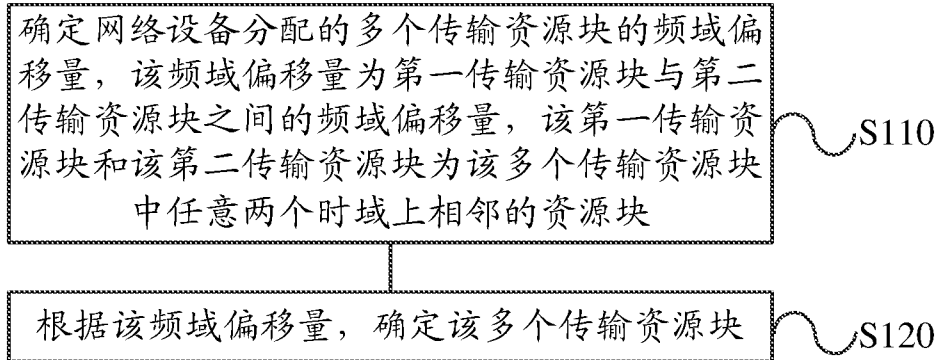 确定网络设备分配的多个传输资源块的频域偏
移量，该频域偏移量为第一传输资源块与第二
传输资源块之间的频域偏移量，该第一传输资
源块和该第二传输资源块为该多个传输资源块
中任意两个时域上相邻的资源块
S110
根据该频域偏移量，确定该多个传输资源块
S120